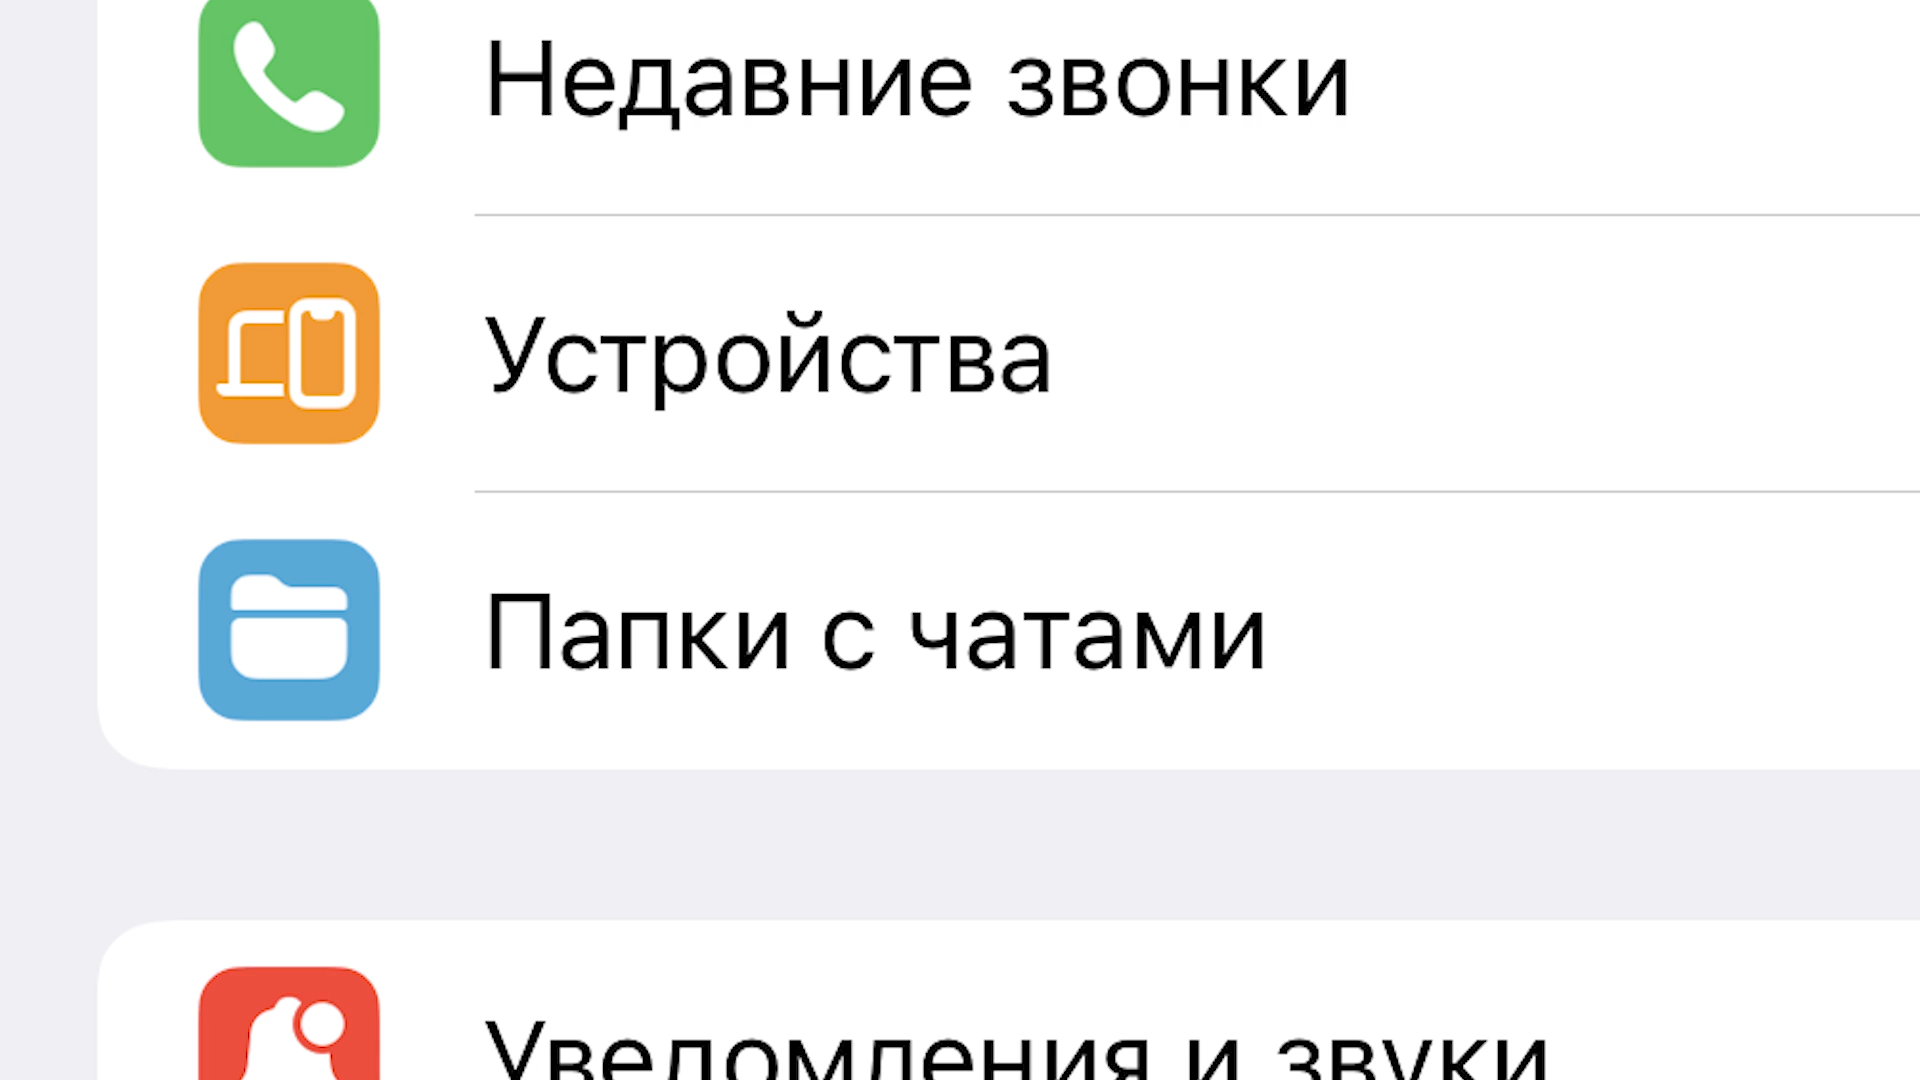 Недавние звонки
Устройства
Папки с чатами
Уведомления и звуки